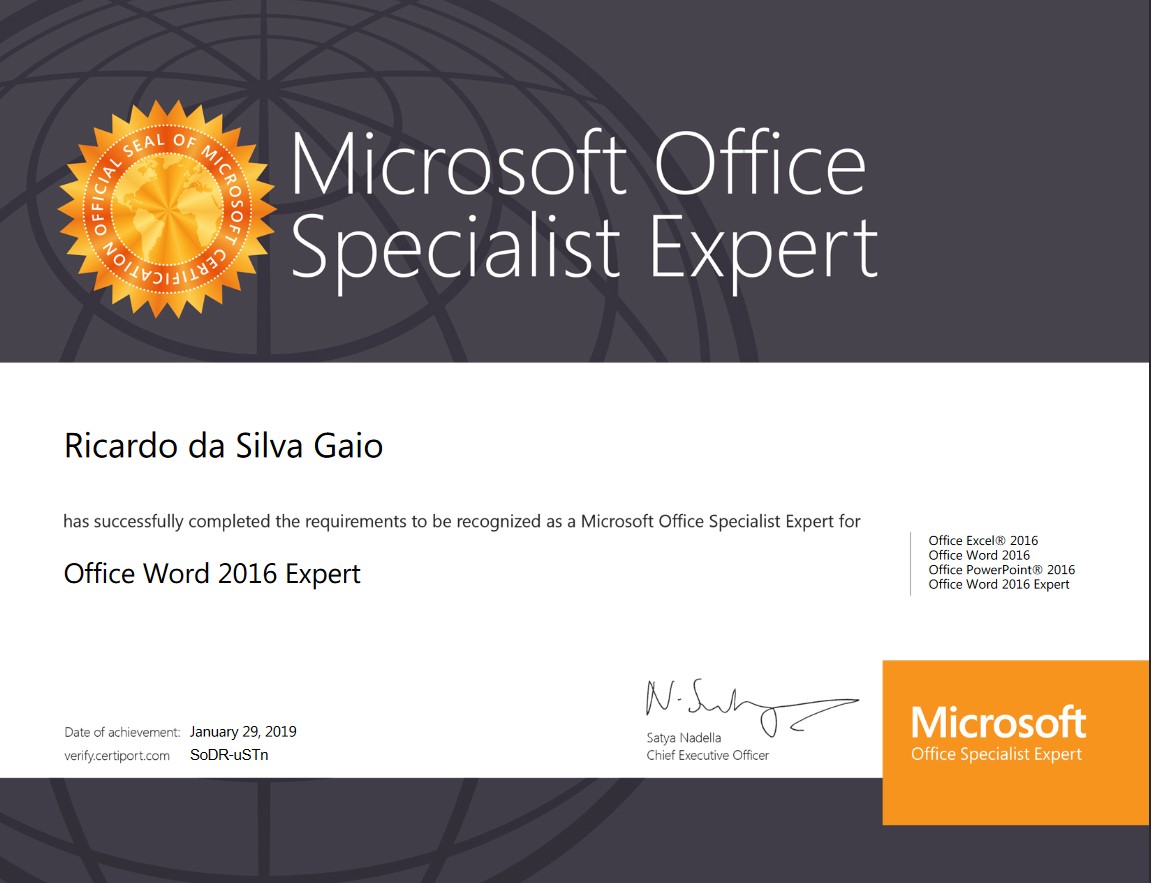 OFFICIAL SEAL OF MICROSOFT CERTIFICATION
Microsoft Office
Specialist Expert
Ricardo da Silva Gaio
has successfully completed the requirements to be recognized as a Microsoft Office Specialist Expert for
Office Word 2016 Expert
Office Excel® 2016
Office Word 2016
Office PowerPoint® 2016
Office Word 2016 Expert
Date of achievement: January 29, 2019
verify.certiport.com SoDR-uSTn
Satya Nadella
Chief Executive Officer
Microsoft
Office Specialist Expert